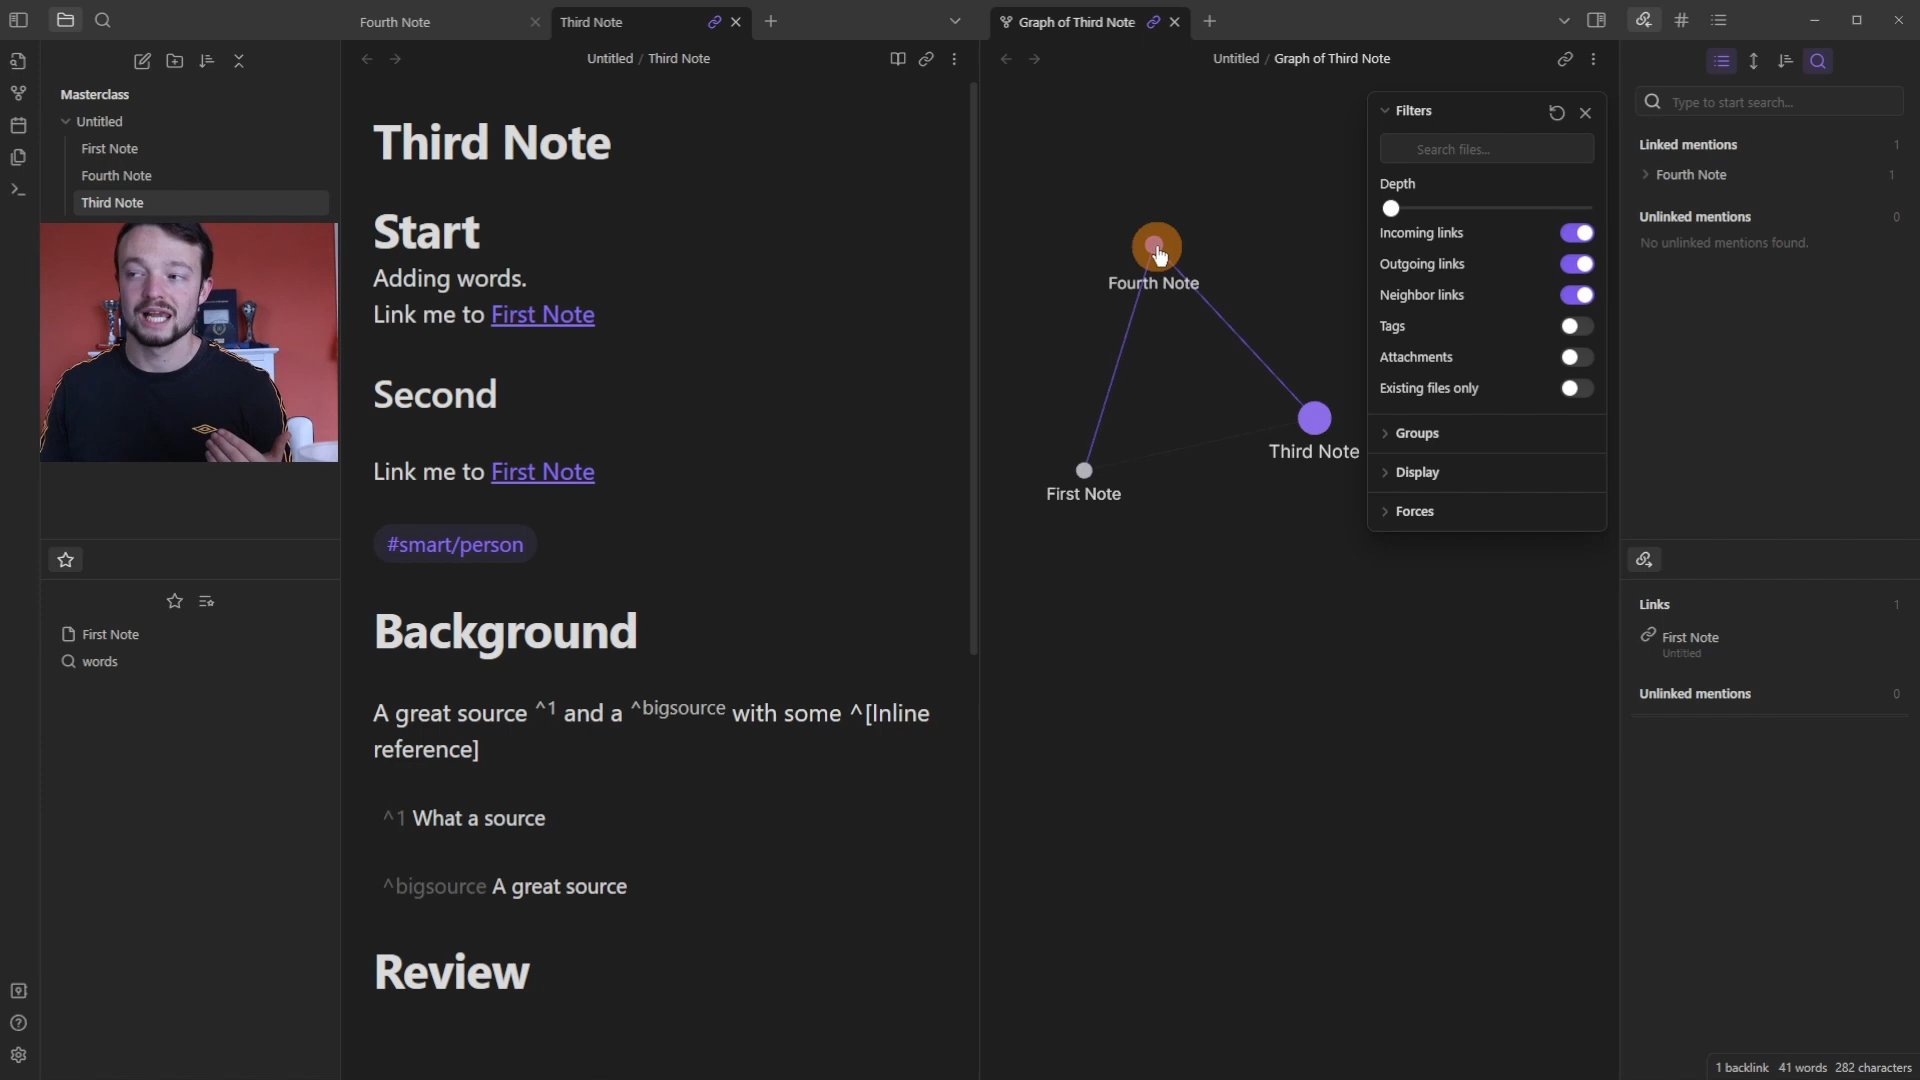 Fourth Note
Third Note
Graph of Third Note
Untitled / Third Note
Untitled / Graph of Third Note
Masterclass
Untitled
First Note
Fourth Note
Third Note
First Note
words
Third Note
Start
Adding words.
Link me to First Note
Second
Link me to First Note
#smart/person
Background
A great source ^1 and a ^bigsource with some ^[Inline
reference]
^1 What a source
^bigsource A great source
Review
Fourth Note
Third Note
First Note
Filters
Search files...
Depth
Incoming links
Outgoing links
Neighbor links
Tags
Attachments
Existing files only
Groups
Display
Forces
Type to start search...
Linked mentions 1
Fourth Note 1
Unlinked mentions 0
No unlinked mentions found.
Links 1
First Note
Untitled
Unlinked mentions 0
1 backlink 41 words 282 characters